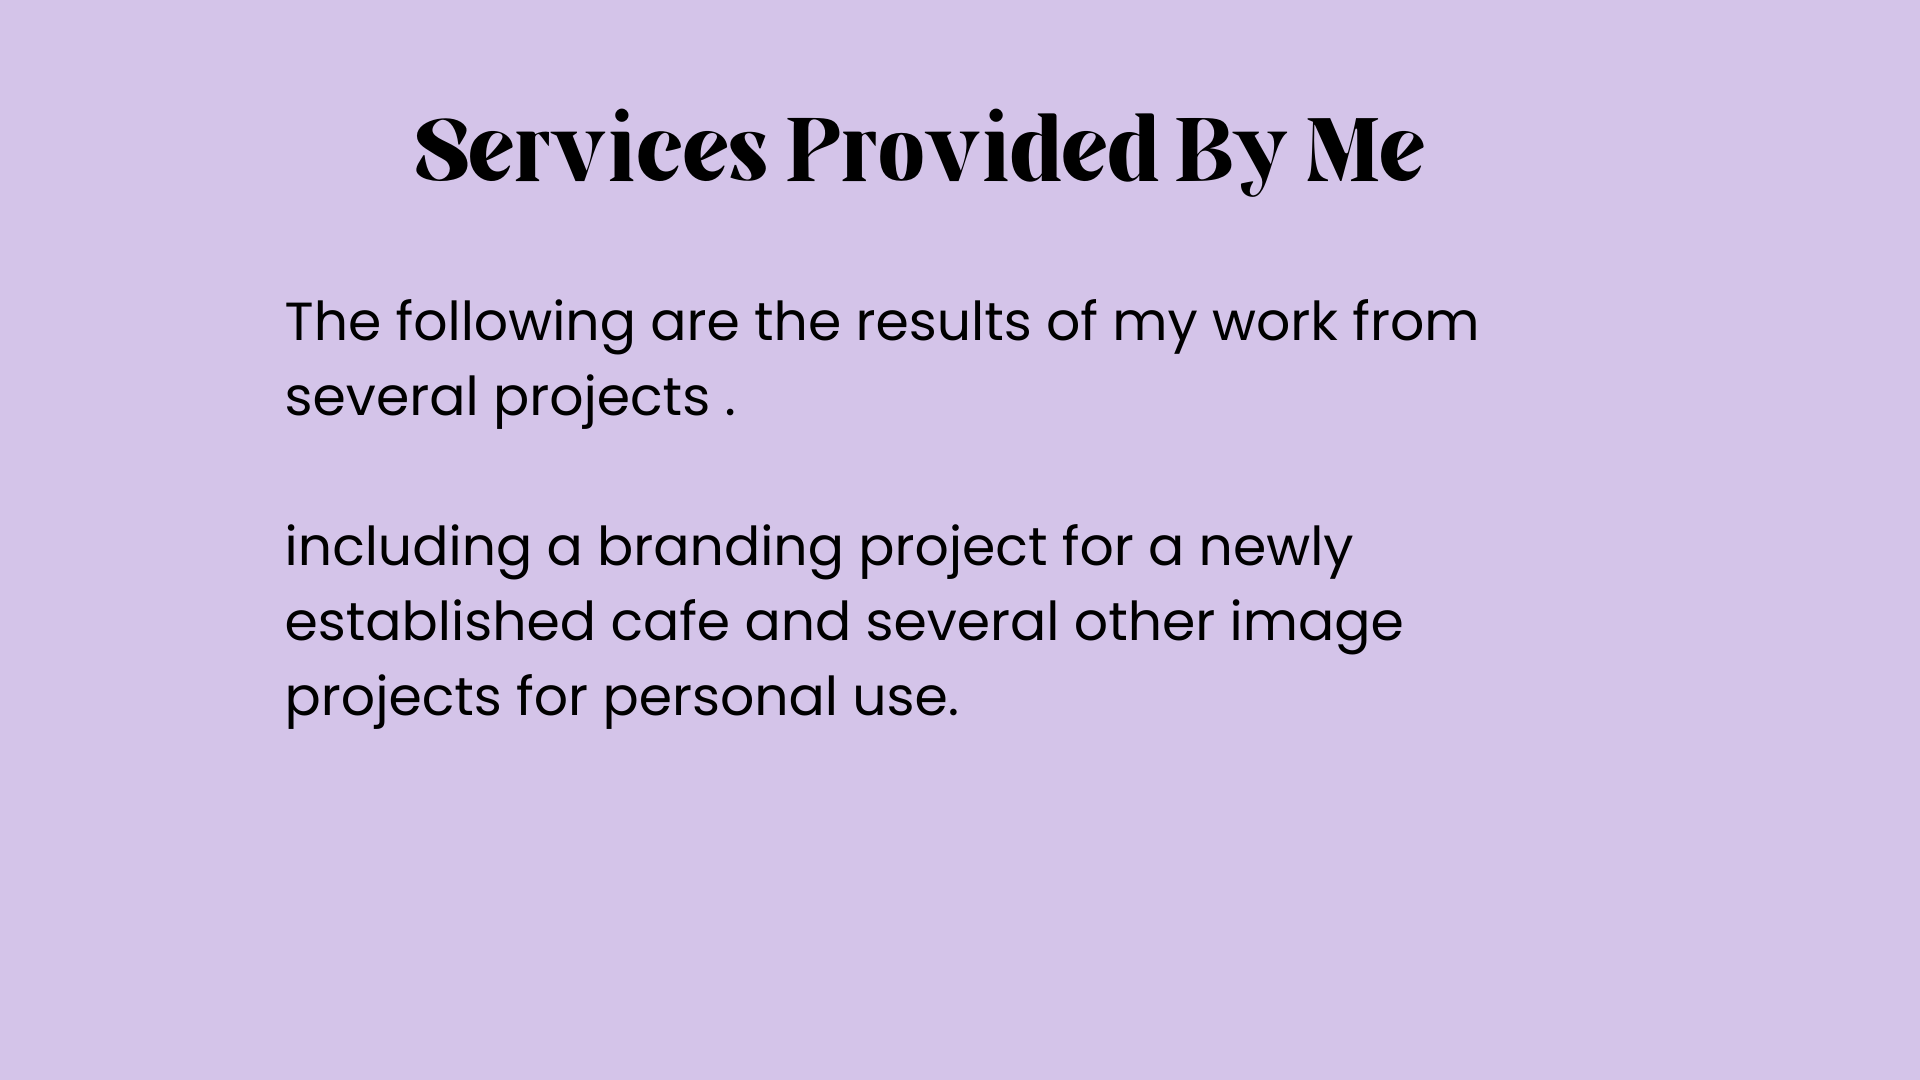 Services Provided By Me
The following are the results of my work from
several projects .
including a branding project for a newly
established cafe and several other image
projects for personal use.